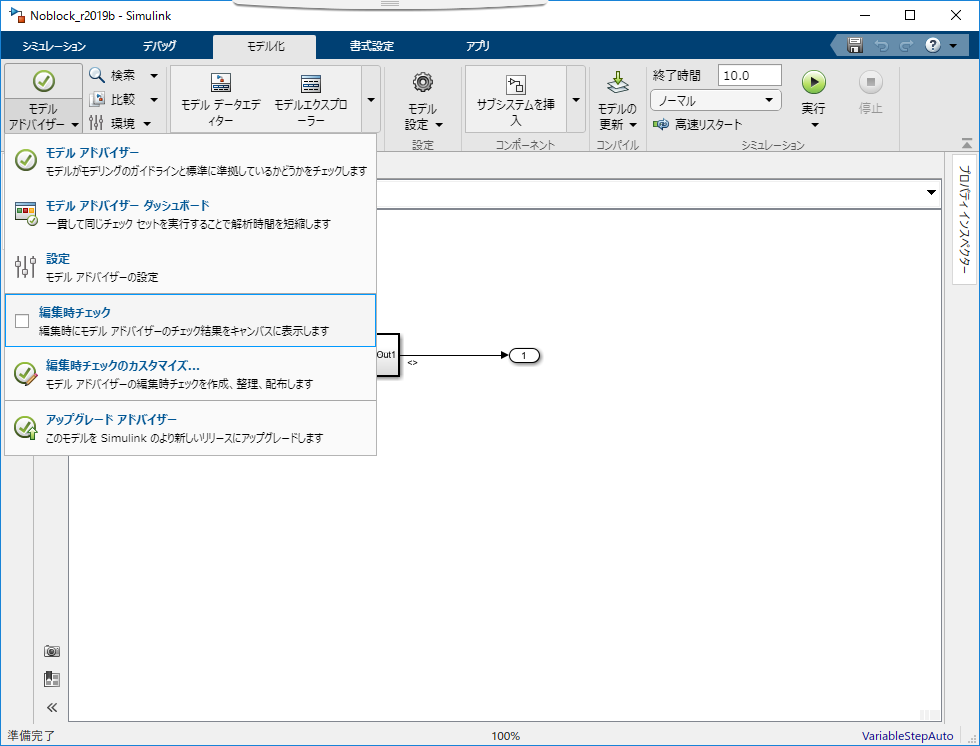 Noblock_r2019b - Simulink
シミュレーション
デバッグ
モデル化
書式設定
アプリ
モデル
アドバイザー
検索
比較
環境
モデル データエデ
ィター
モデルエクスプロ
ーラー
モデル
設定
設定
サブシステムを挿
入
コンポーネント
モデルの
更新
コンパイル
終了時間
10.0
ノーマル
高速リスタート
実行
停止
シミュレーション
モデル アドバイザー
モデルがモデリングのガイドラインと標準に準拠しているかどうかをチェックします
モデル アドバイザー ダッシュボード
一貫して同じチェック セットを実行することで解析時間を短縮します
設定
モデル アドバイザーの設定
編集時チェック
編集時にモデル アドバイザーのチェック結果をキャンバスに表示します
編集時チェックのカスタマイズ...
モデル アドバイザーの編集時チェックを作成、整理、配布します
アップグレード アドバイザー
このモデルを Simulink のより新しいリリースにアップグレードします
プロパティ インスペクター
Out1
<>
1
準備完了
100%
VariableStepAuto